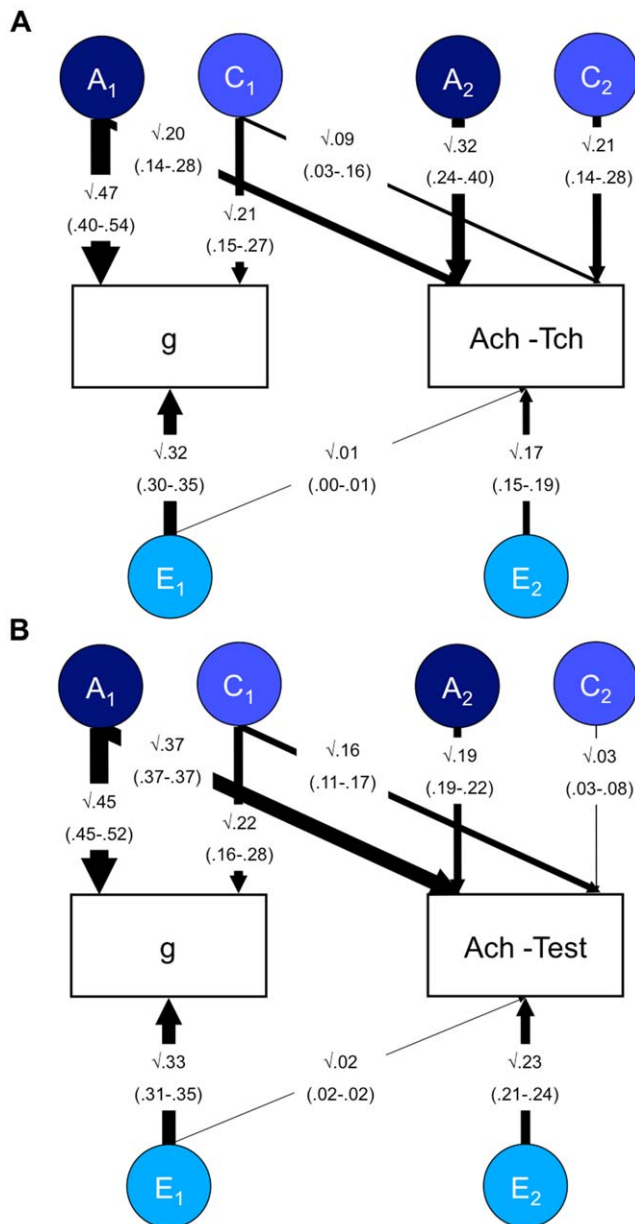 A
A1 C1 A2 C2
√.20 √.09 √.32 √.21
(.14-.28) (.03-.16) (.24-.40) (.14-.28)
√.47 √.21
(.40-.54) (.15-.27)
g Ach -Tch
√.32 √.01 √.17
(.30-.35) (.00-.01) (.15-.19)
E1 E2
B
A1 C1 A2 C2
√.37 √.16 √.19 √.03
(.37-.37) (.11-.17) (.19-.22) (.03-.08)
√.45 √.22
(.45-.52) (.16-.28)
g Ach -Test
√.33 √.02 √.23
(.31-.35) (.02-.02) (.21-.24)
E1 E2